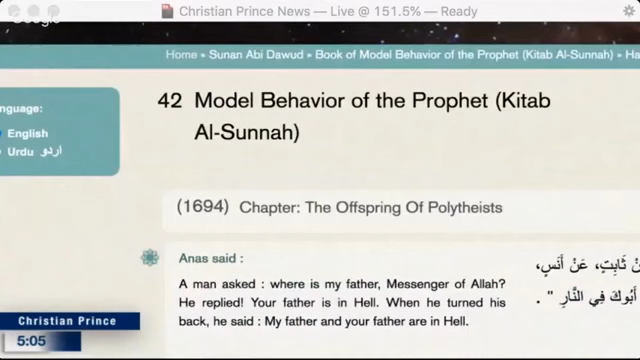 Christian Prince News — Live @ 151.5% — Ready
Google
Home » Sunan Abi Dawud » Book of Model Behavior of the Prophet (Kitab Al-Sunnah) » Ha
nguage:
English
Urdu اردو
42 Model Behavior of the Prophet (Kitab
Al-Sunnah)
(1694) Chapter: The Offspring Of Polytheists
Anas said :
A man asked : where is my father, Messenger of Allah?
He replied! Your father is in Hell. When he turned his
back, he said : My father and your father are in Hell.
نْ ثَابِتٍ، عَنْ أَنَسٍ،
أَبُوكَ فِي النَّارِ " .
Christian Prince
5:05